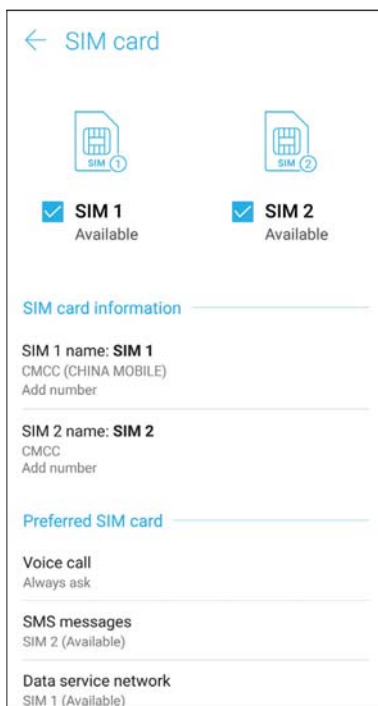 SIM card
SIM 1
SIM 2
SIM 1
SIM 2
Available
Available
SIM card information
SIM 1 name: SIM 1
CMCC (CHINA MOBILE)
Add number
SIM 2 name: SIM 2
CMCC
Add number
Preferred SIM card
Voice call
Always ask
SMS messages
SIM 2 (Available)
Data service network
SIM 1 (Available)